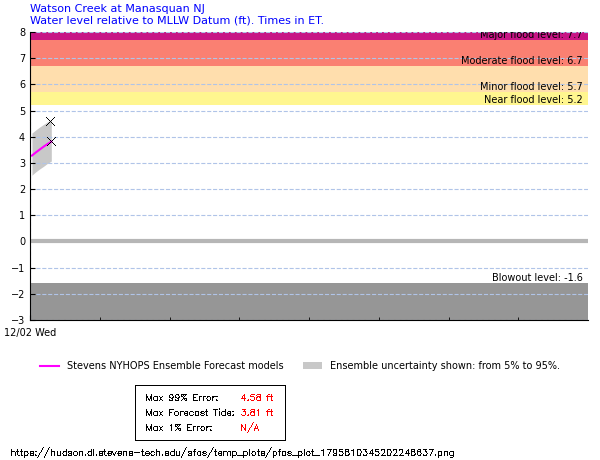 Watson Creek at Manasquan NJ
Water level relative to MLLW Datum (ft). Times in ET.
8
Major flood level: 7.7
7
Moderate flood level: 6.7
6
Minor flood level: 5.7
Near flood level: 5.2
5
4
3
2
1
0
−1
Blowout level: -1.6
−2
−3
12/02 Wed
Stevens NYHOPS Ensemble Forecast models
Ensemble uncertainty shown: from 5% to 95%.
Max 99% Error: 4.58 ft
Max Forecast Tide: 3.81 ft
Max 1% Error: N/A
https://hudson.dl.stevens-tech.edu/sfas/temp_plots/pfas_plot_1795810345202248637.png